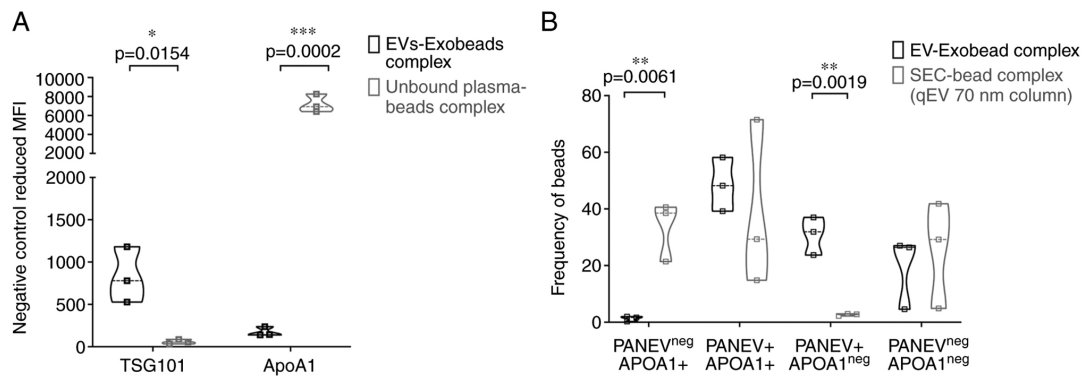 A
*
p=0.0154
***
p=0.0002
EVs-Exobeads
complex
Unbound plasma-
beads complex
Negative control reduced MFI
10000
8000
6000
4000
2000
2000
1500
1000
500
0
TSG101
ApoA1
B
**
p=0.0061
**
p=0.0019
EV-Exobead complex
SEC-bead complex
(qEV 70 nm column)
Frequency of beads
80
60
40
20
0
PANEVneg
APOA1+
PANEV+
APOA1+
PANEV+
APOA1neg
PANEVneg
APOA1neg